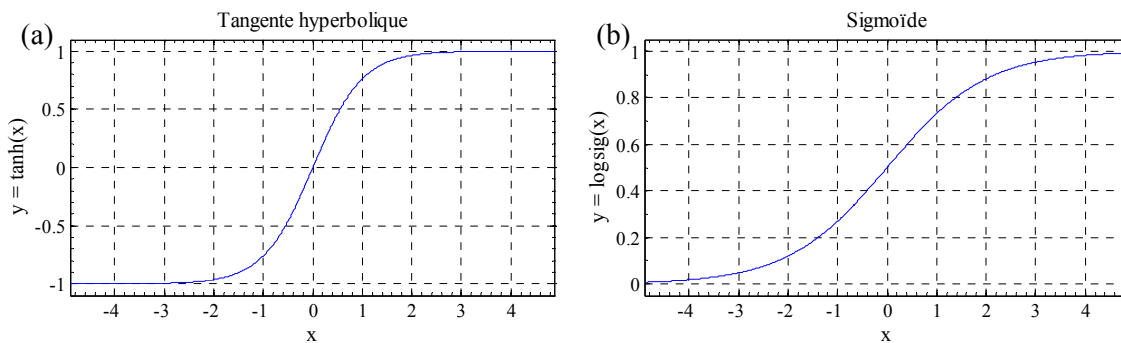 (a)
Tangente hyperbolique
1
0.5
0
-0.5
-1
y = tanh(x)
-4 -3 -2 -1 0 1 2 3 4
x
(b)
Sigmoïde
1
0.8
0.6
0.4
0.2
0
y = logsig(x)
-4 -3 -2 -1 0 1 2 3 4
x